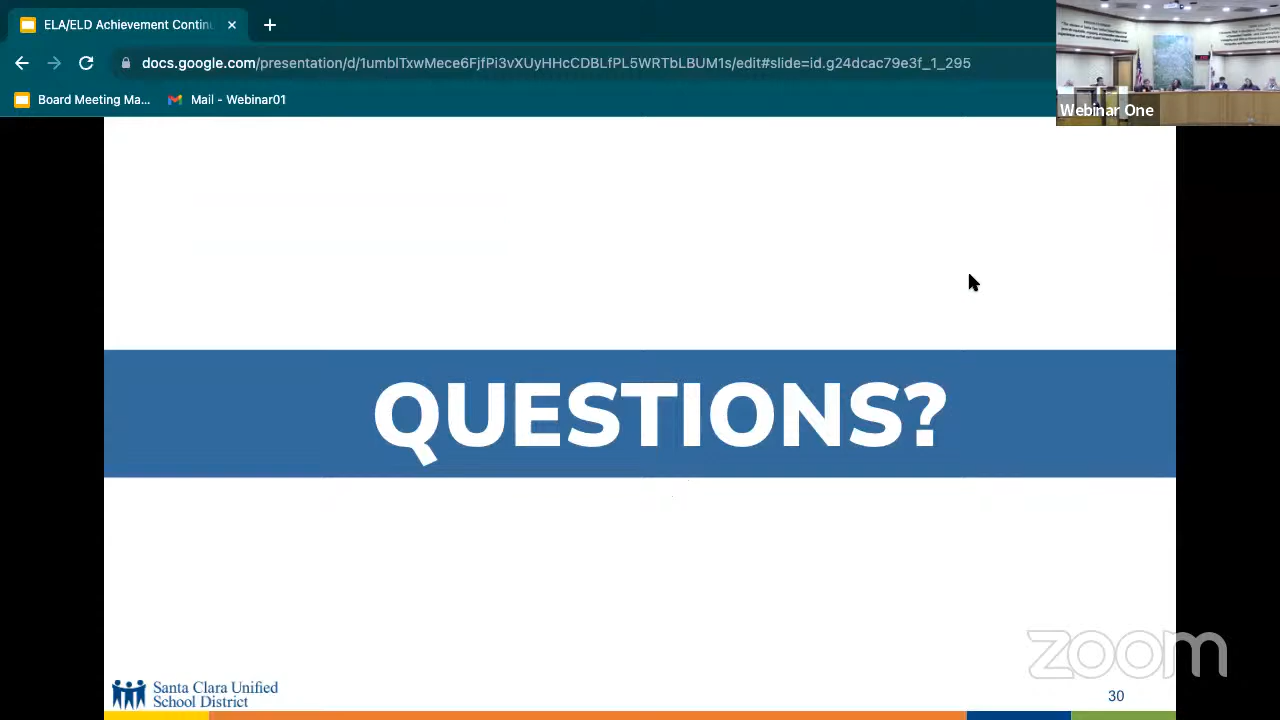 ELA/ELD Achievement Contin
docs.google.com/presentation/d/1umbITxwMece6FjfPi3vXUyHHcCDBLfPL5WRTbLBUM1s/edit#slide=id.g24dcac79e3f_1_295
Board Meeting Ma...
Mail - Webinar01
Webinar One
QUESTIONS?
zoom
Santa Clara Unified
School District
30